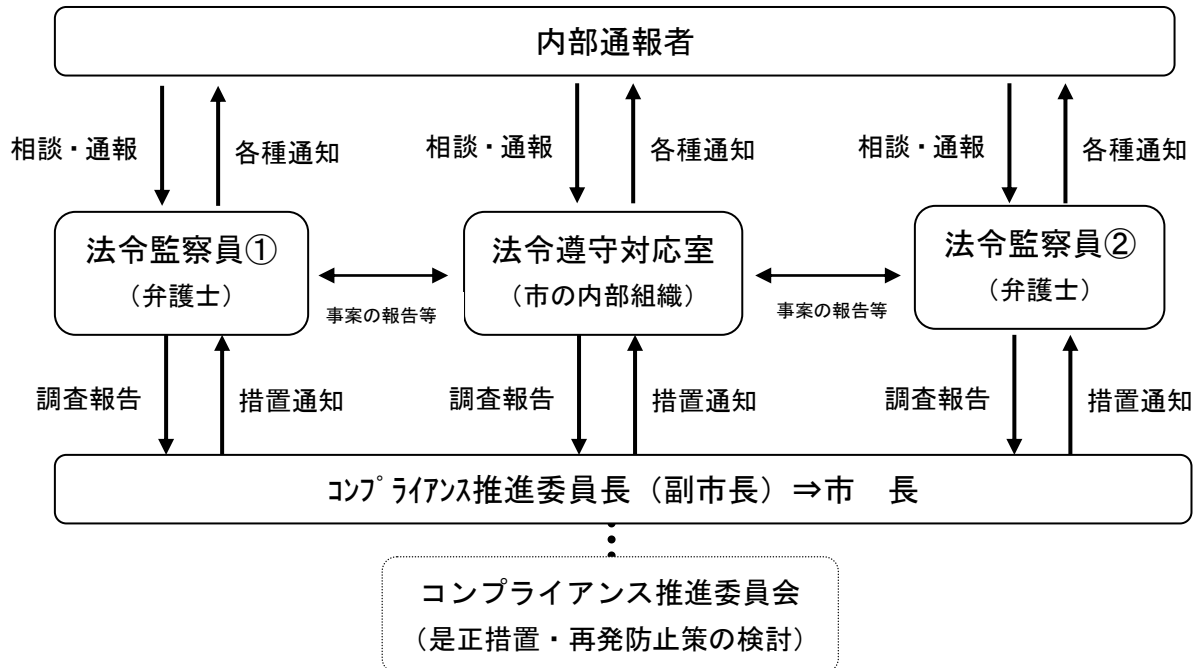 内部通報者
相談・通報
各種通知
相談・通報
各種通知
相談・通報
各種通知
法令監察員①
（弁護士）
事案の報告等
法令遵守対応室
（市の内部組織）
事案の報告等
法令監察員②
（弁護士）
調査報告
措置通知
調査報告
措置通知
調査報告
措置通知
ｺﾝﾌﾟﾗｲｱﾝｽ推進委員長（副市長）⇒市　長
コンプライアンス推進委員会
（是正措置・再発防止策の検討）